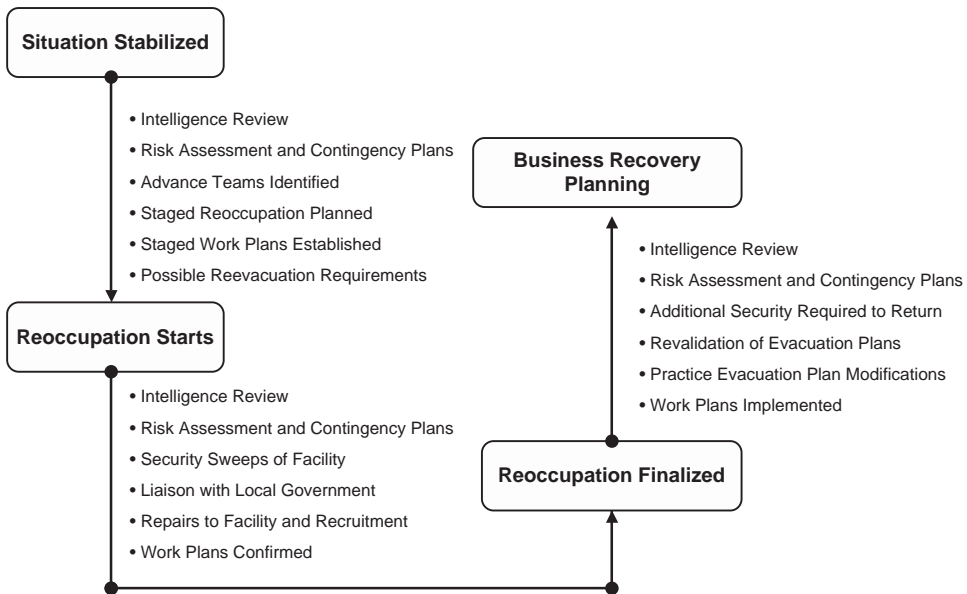 Situation Stabilized
• Intelligence Review
• Risk Assessment and Contingency Plans
• Advance Teams Identified
• Staged Reoccupation Planned
• Staged Work Plans Established
• Possible Reevacuation Requirements
Reoccupation Starts
• Intelligence Review
• Risk Assessment and Contingency Plans
• Security Sweeps of Facility
• Liaison with Local Government
• Repairs to Facility and Recruitment
• Work Plans Confirmed
Reoccupation Finalized
• Intelligence Review
• Risk Assessment and Contingency Plans
• Additional Security Required to Return
• Revalidation of Evacuation Plans
• Practice Evacuation Plan Modifications
• Work Plans Implemented
Business Recovery
Planning